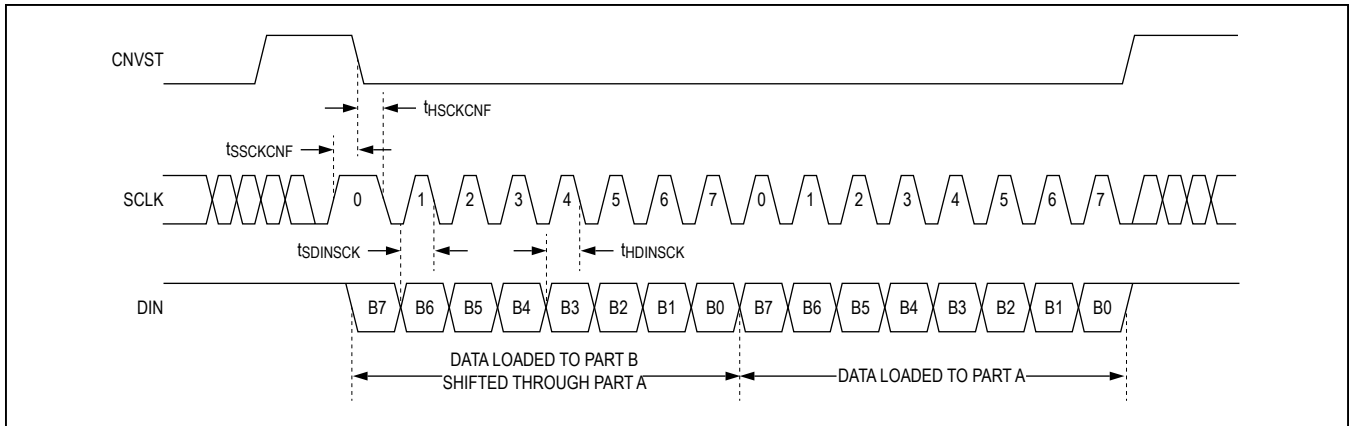 CNVST
tHSCKCNF
tSSCKCNF
SCLK 0 1 2 3 4 5 6 7 0 1 2 3 4 5 6 7
tSDINSCK tHDINSCK
DIN B7 B6 B5 B4 B3 B2 B1 B0 B7 B6 B5 B4 B3 B2 B1 B0
DATA LOADED TO PART B
SHIFTED THROUGH PART A
DATA LOADED TO PART A